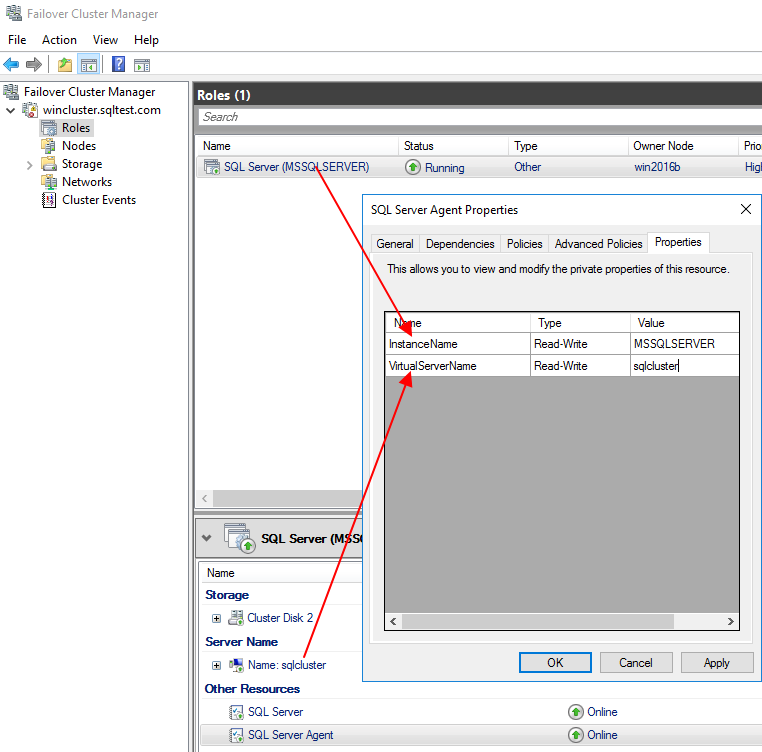 Failover Cluster Manager
File Action View Help
Failover Cluster Manager
wincluster.sqltest.com
Roles
Nodes
Storage
Networks
Cluster Events
Roles (1)
Search
Name Status Type Owner Node
SQL Server (MSSQLSERVER) Running Other win2016b
SQL Server Agent Properties
General Dependencies Policies Advanced Policies Properties
This allows you to view and modify the private properties of this resource.
Name Type Value
InstanceName Read-Write MSSQLSERVER
VirtualServerName Read-Write sqlcluster
OK Cancel Apply
SQL Server
Name
Storage
Cluster Disk 2
Server Name
Name: sqlcluster
Other Resources
SQL Server Online
SQL Server Agent Online